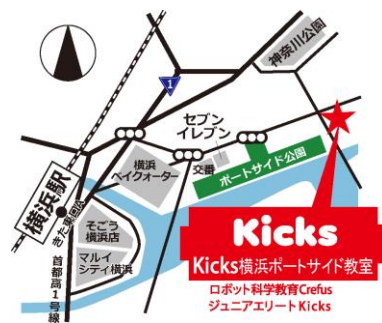 神奈川公園
1
セブン
イレブン
横浜
ベイクォーター
交番
ポートサイド公園
横浜駅
きた東口A
そごう
横浜店
マルイ
シティ横浜
首都高1号線
Kicks
Kicks横浜ポートサイド教室
ロボット科学教育Crefus
ジュニアエリートKicks